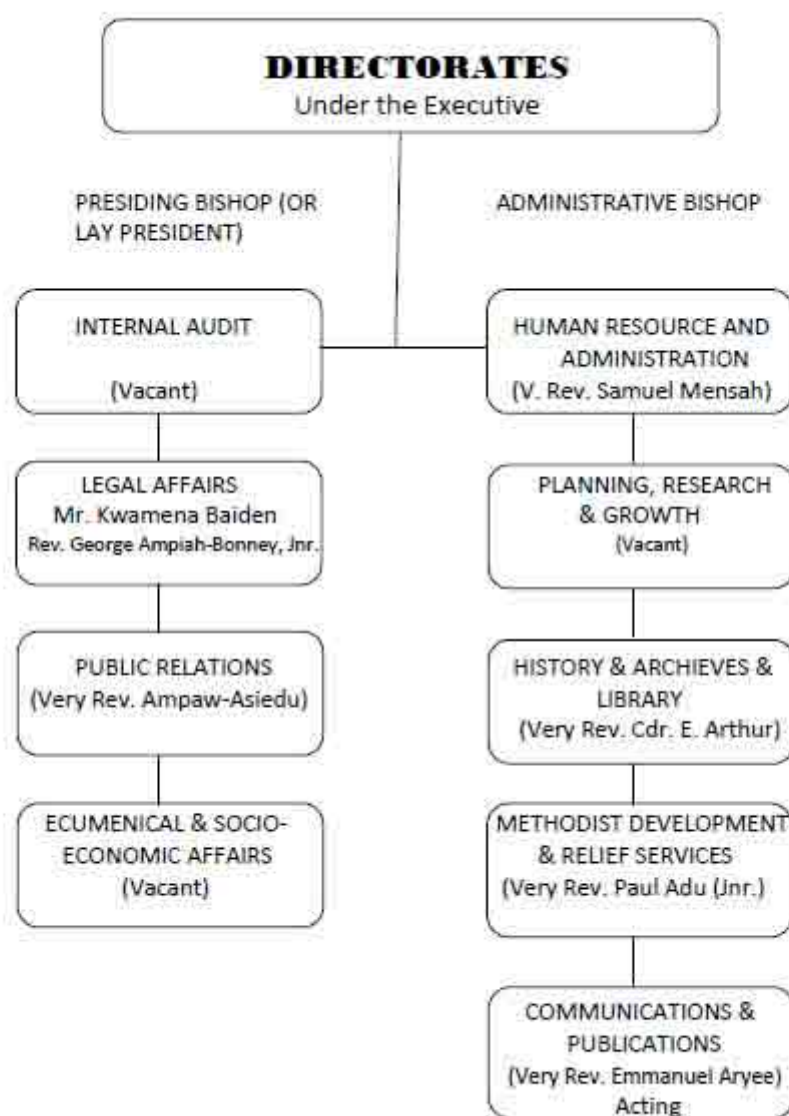 DIRECTORATES
Under the Executive
PRESIDING BISHOP (OR
LAY PRESIDENT)
INTERNAL AUDIT
(Vacant)
LEGAL AFFAIRS
Mr. Kwamena Baiden
Rev. George Ampiah-Bonney, Jnr.
PUBLIC RELATIONS
(Very Rev. Ampaw-Asiedu)
ECUMENICAL & SOCIO-
ECONOMIC AFFAIRS
(Vacant)
ADMINISTRATIVE BISHOP
HUMAN RESOURCE AND
ADMINISTRATION
(V. Rev. Samuel Mensah)
PLANNING, RESEARCH
& GROWTH
(Vacant)
HISTORY & ARCHIEVES &
LIBRARY
(Very Rev. Cdr. E. Arthur)
METHODIST DEVELOPMENT
& RELIEF SERVICES
(Very Rev. Paul Adu (Jnr.)
COMMUNICATIONS &
PUBLICATIONS
(Very Rev. Emmanuel Aryee)
Acting